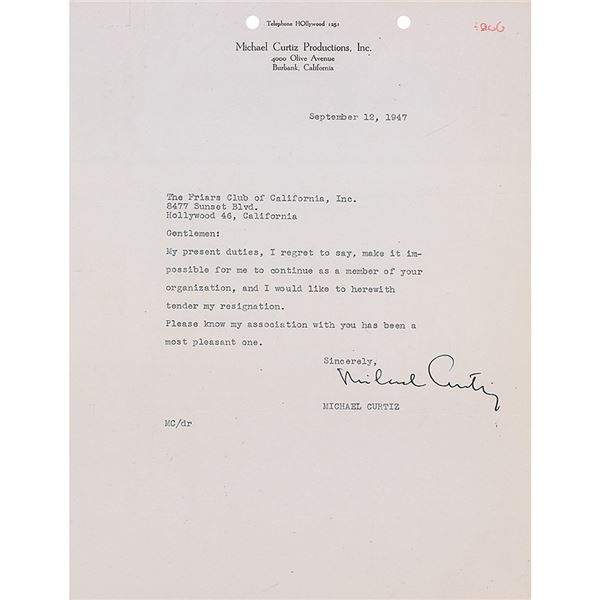 Telephone HOllywood 1251
Michael Curtiz Productions, Inc.
4000 Olive Avenue
Burbank, California
September 12, 1947
The Friars Club of California, Inc.
8477 Sunset Blvd.
Hollywood 46, California
Gentlemen:
My present duties, I regret to say, make it im-
possible for me to continue as a member of your
organization, and I would like to herewith
tender my resignation.
Please know my association with you has been a
most pleasant one.
Sincerely,
Michael Curtiz
MICHAEL CURTIZ
MC/dr